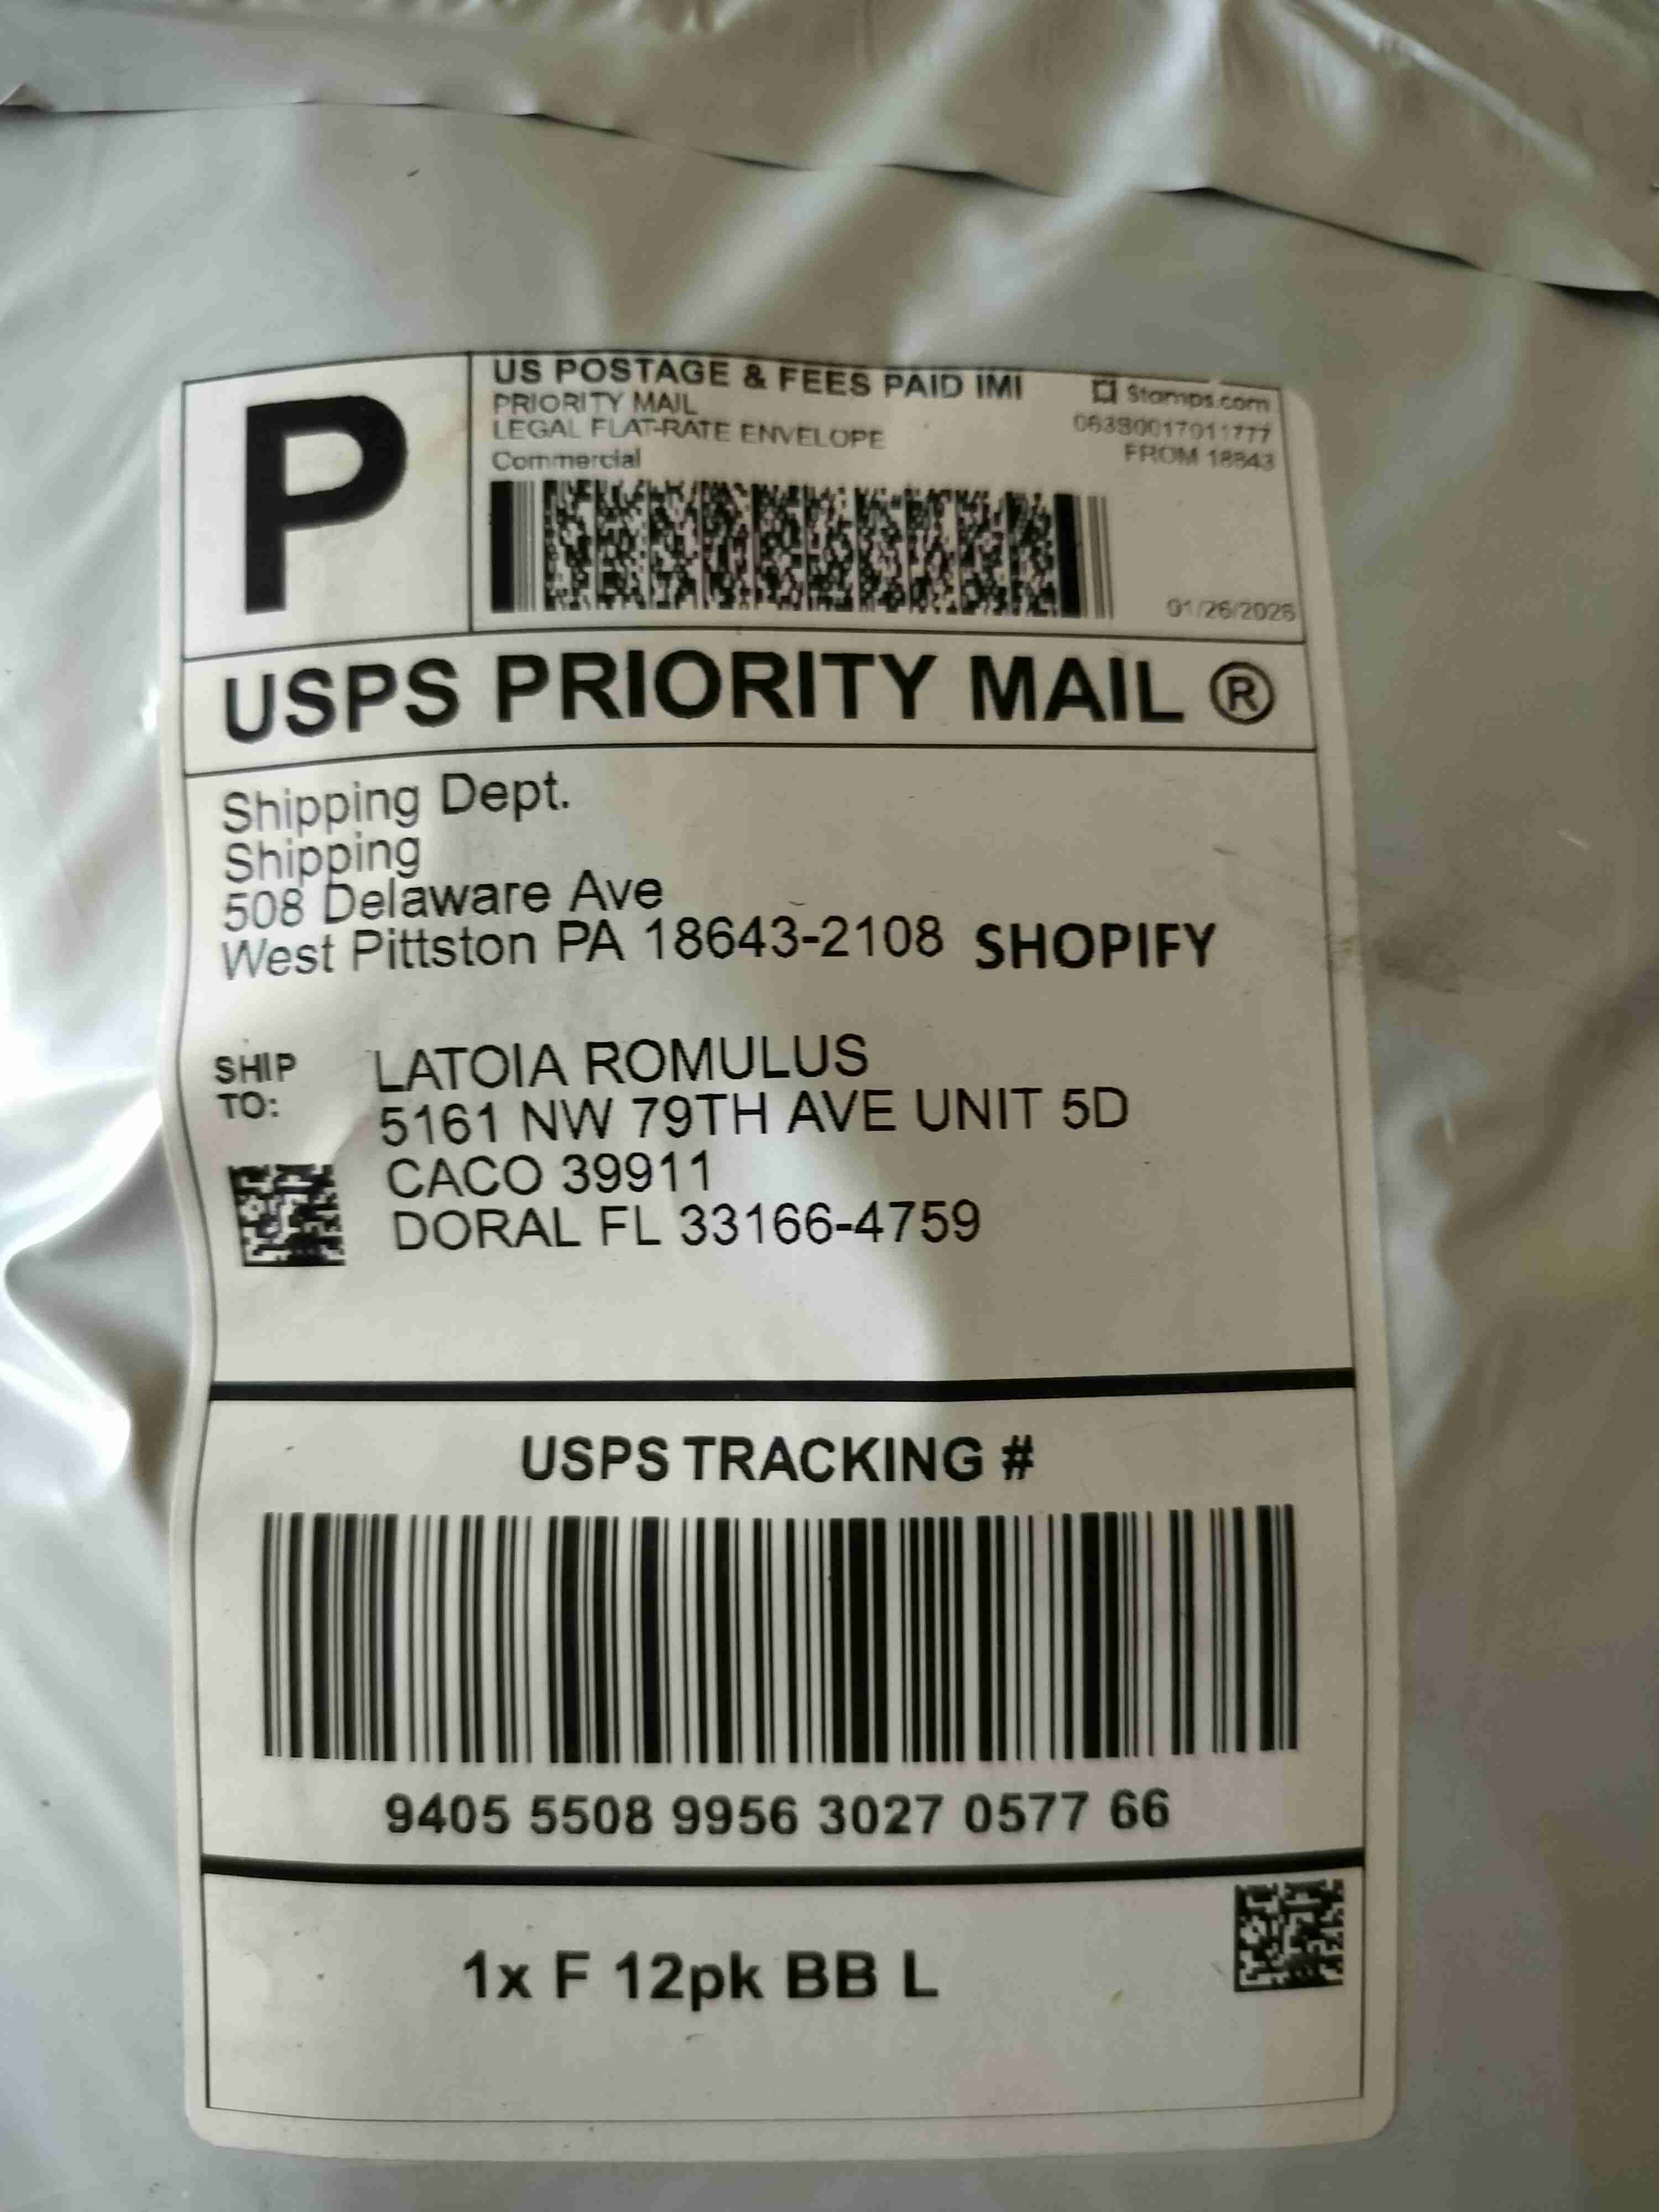 P
US POSTAGE & FEES PAID IMI
PRIORITY MAIL
LEGAL FLAT-RATE ENVELOPE
Commercial
Stamps.com
063S0017011777
FROM 18643
01/26/2026
USPS PRIORITY MAIL ®
Shipping Dept.
Shipping
508 Delaware Ave
West Pittston PA 18643-2108 SHOPIFY
SHIP TO:
LATOIA ROMULUS
5161 NW 79TH AVE UNIT 5D
CACO 39911
DORAL FL 33166-4759
USPS TRACKING #
9405 5508 9956 3027 0577 66
1x F 12pk BB L